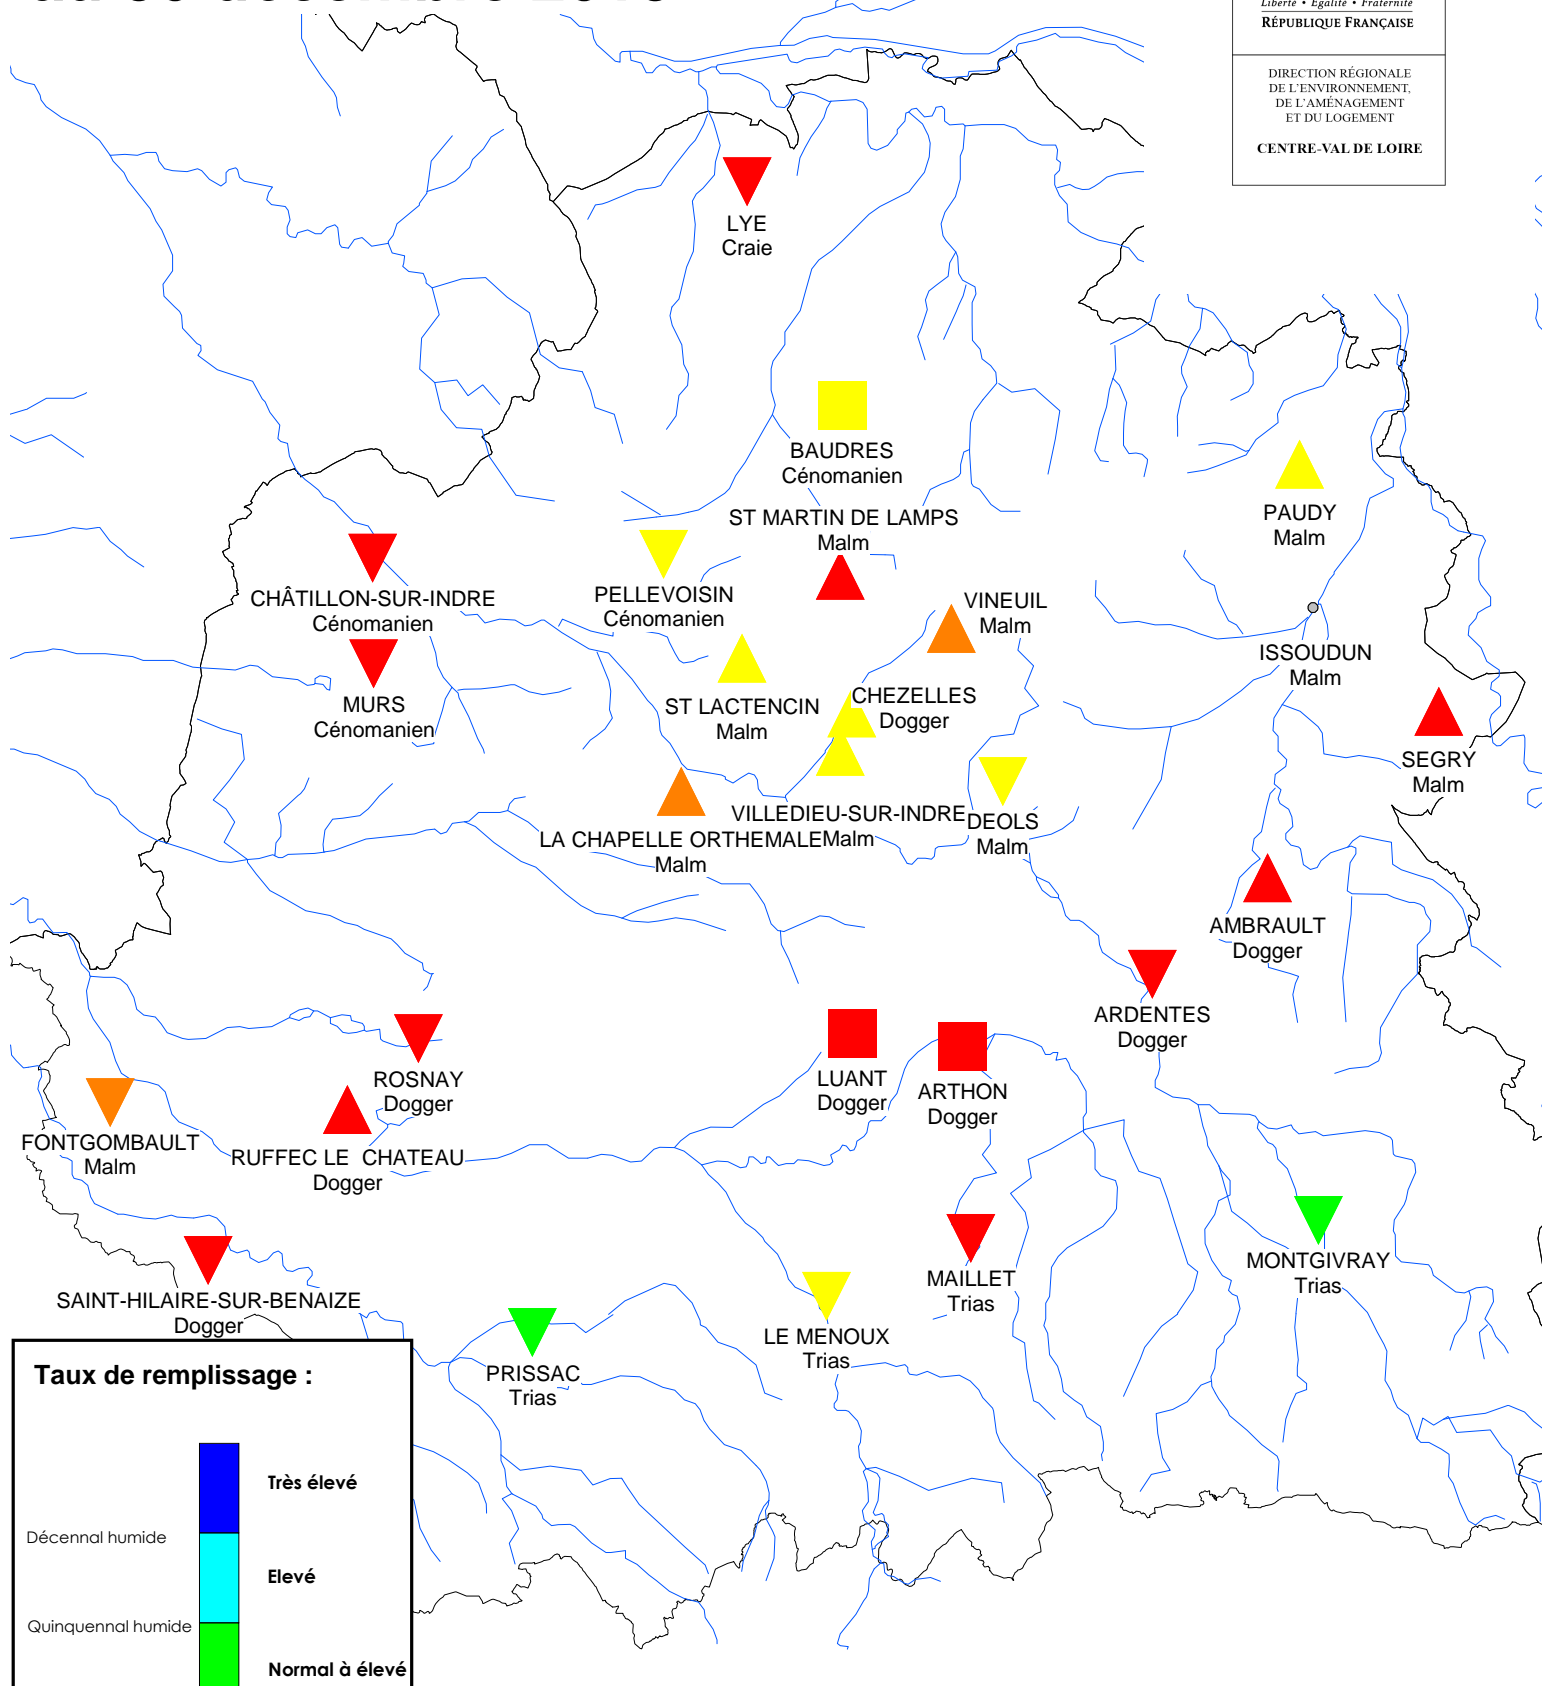 Liberté • Égalité • Fraternité
RÉPUBLIQUE FRANÇAISE
DIRECTION RÉGIONALE
DE L'ENVIRONNEMENT,
DE L'AMÉNAGEMENT
ET DU LOGEMENT
CENTRE-VAL DE LOIRE
LYE
Craie
BAUDRES
Cénomanien
ST MARTIN DE LAMPS
Malm
PAUDY
Malm
CHÂTILLON-SUR-INDRE
Cénomanien
PELLEVOISIN
Cénomanien
VINEUIL
Malm
ISSOUDUN
Malm
MURS
Cénomanien
ST LACTENCIN
Malm
CHEZELLES
Dogger
SEGRY
Malm
VILLEDIEU-SUR-INDRE
Malm
DEOLS
Malm
LA CHAPELLE ORTHEMALE
Malm
AMBRAULT
Dogger
ARDENTES
Dogger
ROSNAY
Dogger
LUANT
Dogger
ARTHON
Dogger
FONTGOMBAULT
Malm
RUFFEC LE CHATEAU
Dogger
MONTGIVRAY
Trias
MAILLET
Trias
SAINT-HILAIRE-SUR-BENAIZE
Dogger
LE MENOUX
Trias
PRISSAC
Trias
Taux de remplissage :
Très élevé
Décennal humide
Elevé
Quinquennal humide
Normal à élevé